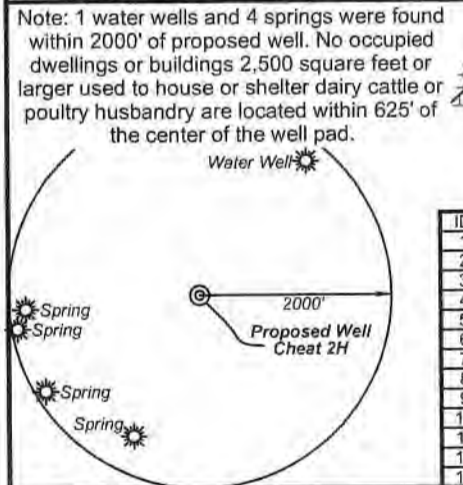 Note: 1 water wells and 4 springs were found
within 2000' of proposed well. No occupied
dwellings or buildings 2,500 square feet or
larger used to house or shelter dairy cattle or
poultry husbandry are located within 625' of
the center of the well pad.
Water Well
2000'
Spring
Spring
Proposed Well
Cheat 2H
Spring
Spring